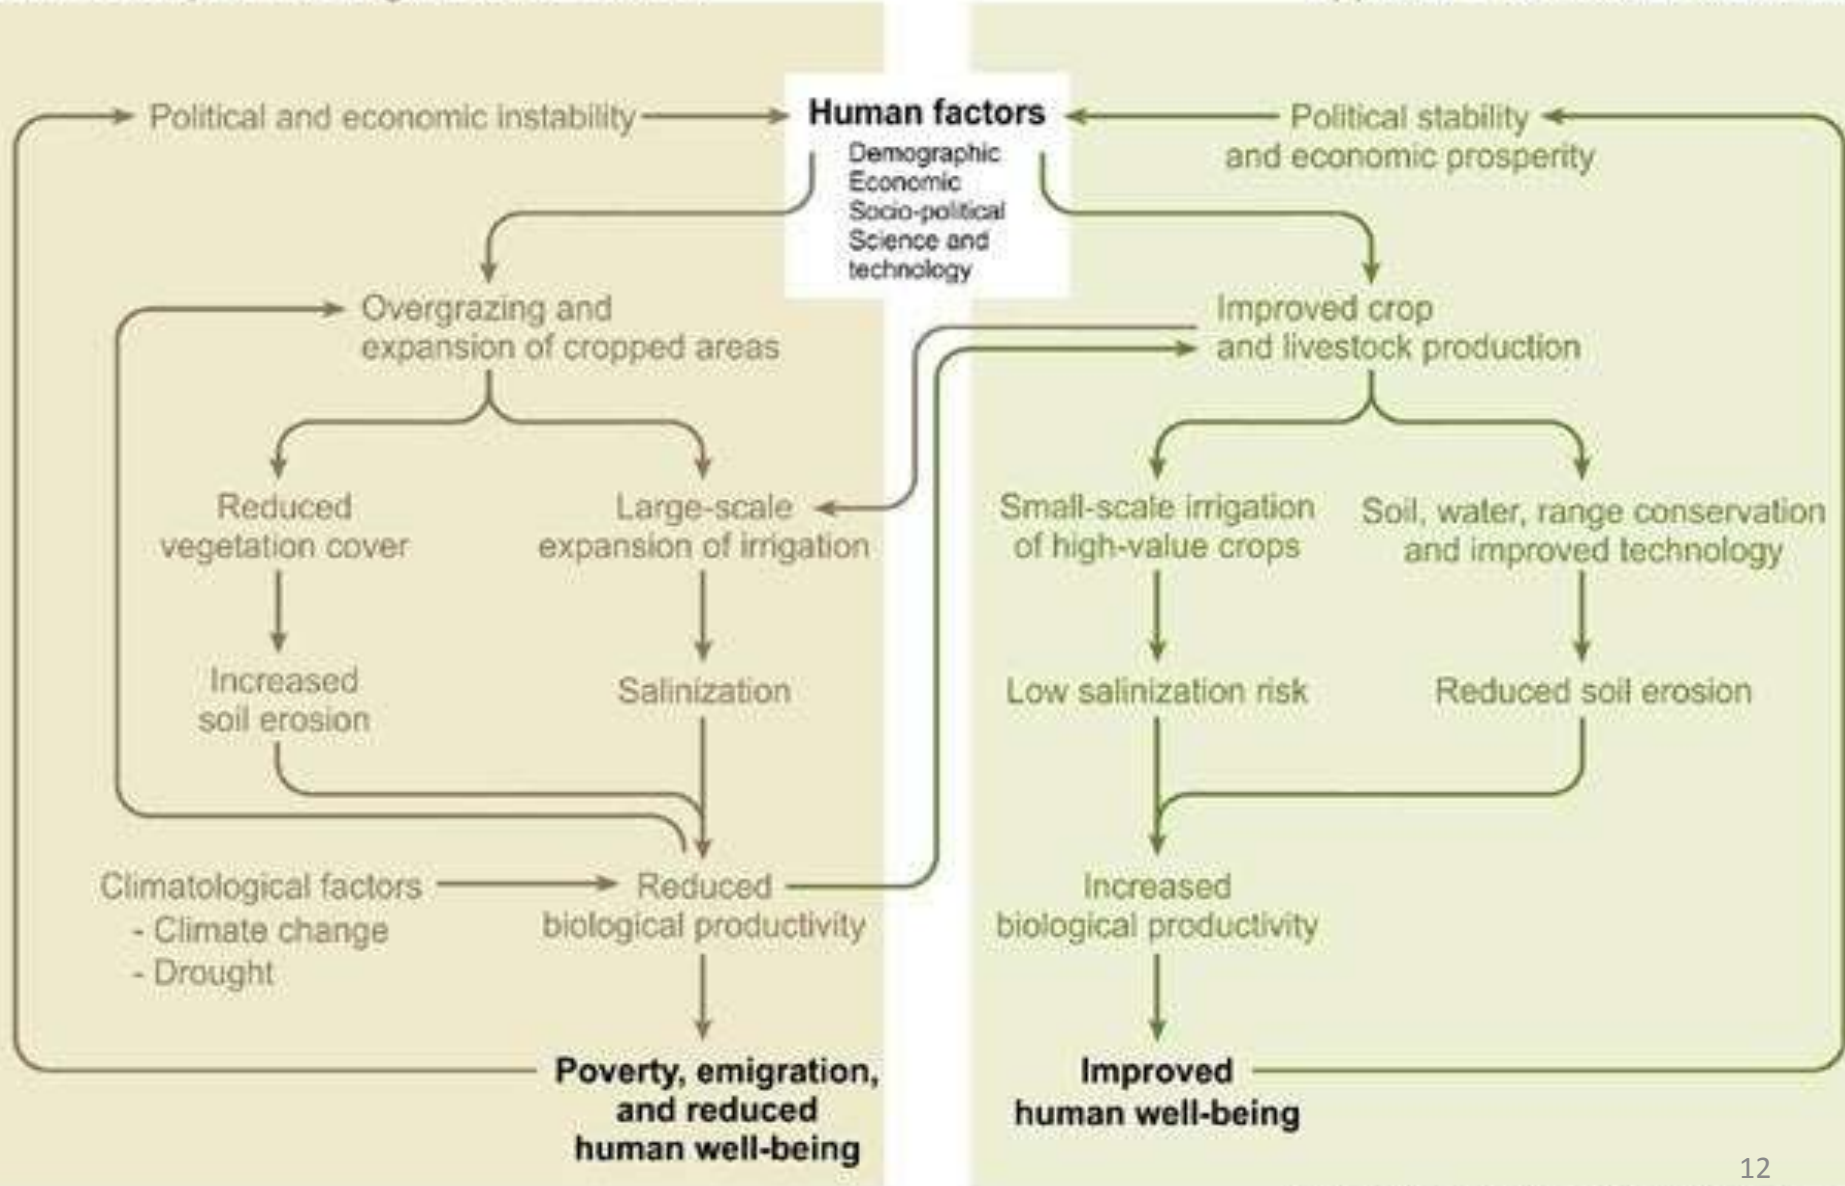 Political and economic instability
Human factors
Demographic
Economic
Socio-political
Science and
technology
Political stability
and economic prosperity
Overgrazing and
expansion of cropped areas
Improved crop
and livestock production
Reduced
vegetation cover
Large-scale
expansion of irrigation
Small-scale irrigation
of high-value crops
Soil, water, range conservation
and improved technology
Increased
soil erosion
Salinization
Low salinization risk
Reduced soil erosion
Climatological factors
- Climate change
- Drought
Reduced
biological productivity
Increased
biological productivity
Poverty, emigration,
and reduced
human well-being
Improved
human well-being
12